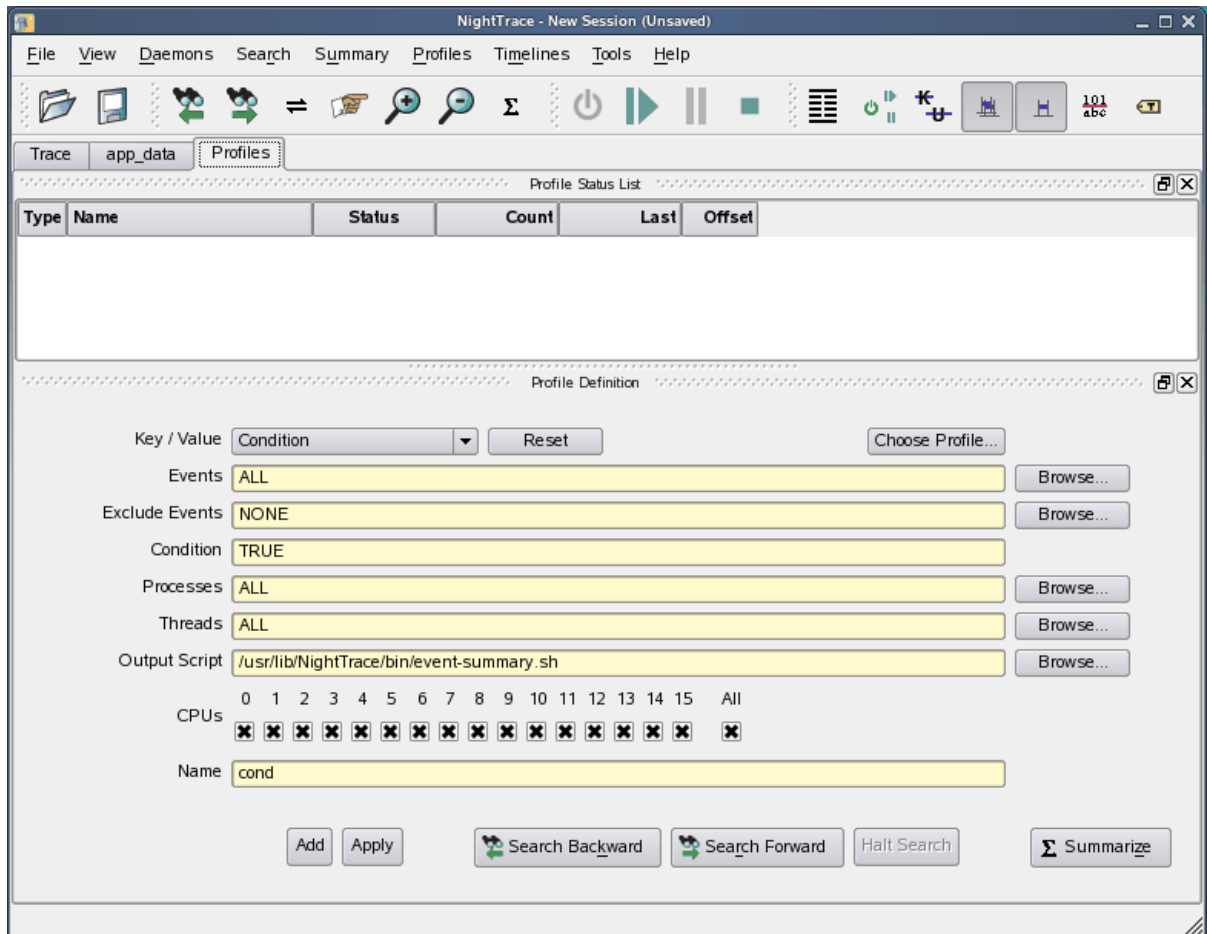 NightTrace - New Session (Unsaved)
File View Daemons Search Summary Profiles Timelines Tools Help
Σ 101 abc T
Trace app_data Profiles
Profile Status List
Type Name Status Count Last Offset
Profile Definition
Key / Value Condition Reset Choose Profile...
Events ALL Browse...
Exclude Events NONE Browse...
Condition TRUE
Processes ALL Browse...
Threads ALL Browse...
Output Script /usr/lib/NightTrace/bin/event-summary.sh Browse...
0 1 2 3 4 5 6 7 8 9 10 11 12 13 14 15 All
CPUs
Name cond
Add Apply Search Backward Search Forward Halt Search Σ Summarize